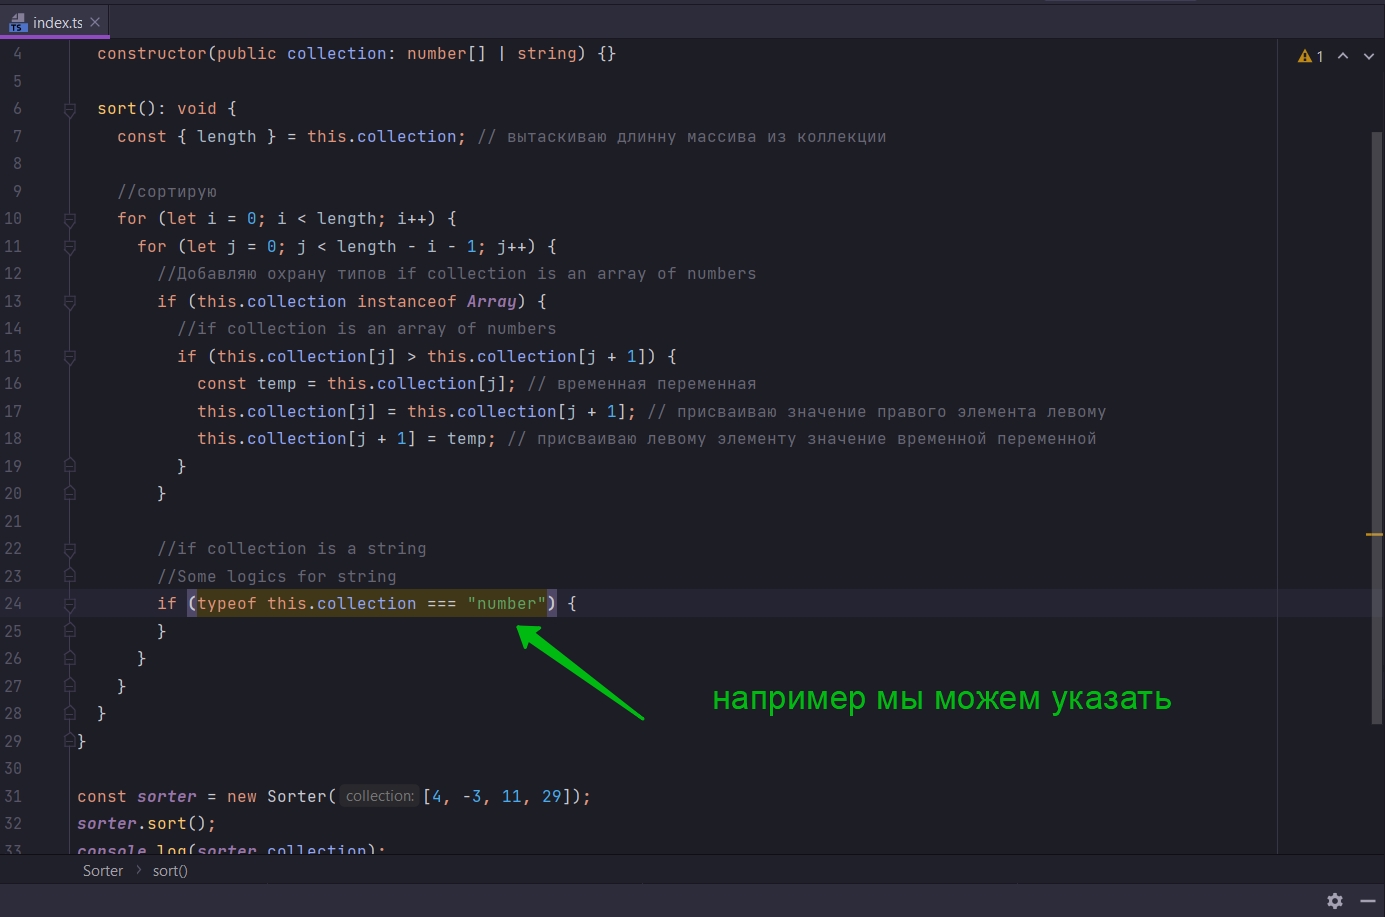 index.ts
1
4 constructor(public collection: number[] | string) {}
5
6 sort(): void {
7 const { length } = this.collection; // вытаскиваю длинну массива из коллекции
8
9 //сортирую
10 for (let i = 0; i < length; i++) {
11 for (let j = 0; j < length - i - 1; j++) {
12 //Добавляю охрану типов if collection is an array of numbers
13 if (this.collection instanceof Array) {
14 //if collection is an array of numbers
15 if (this.collection[j] > this.collection[j + 1]) {
16 const temp = this.collection[j]; // временная переменная
17 this.collection[j] = this.collection[j + 1]; // присваиваю значение правого элемента левому
18 this.collection[j + 1] = temp; // присваиваю левому элементу значение временной переменной
19 }
20 }
21
22 //if collection is a string
23 //Some logics for string
24 if (typeof this.collection === "number") {
25 }
26 }
27 }
28 }
29 }
например мы можем указать
30
31 const sorter = new Sorter( collection: [4, -3, 11, 29]);
32 sorter.sort();
33 console.log(sorter.collection);
Sorter > sort()